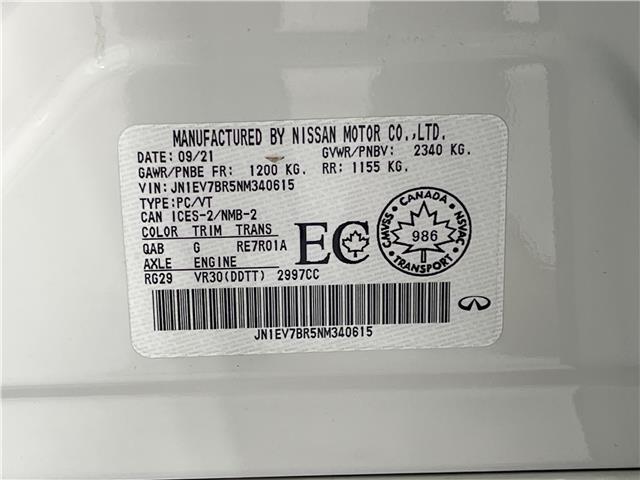 MANUFACTURED BY NISSAN MOTOR CO.,LTD.
DATE: 09/21 GVWR/PNBV: 2340 KG.
GAWR/PNBE FR: 1200 KG. RR: 1155 KG.
VIN: JN1EV7BR5NM340615
TYPE:PC/VT
CAN ICES-2/NMB-2
COLOR TRIM TRANS
QAB G RE7R01A
AXLE ENGINE
RG29 VR30(DDTT) 2997CC
EC
CANADA
CMVSS 986 NSVAC
TRANSPORT
JN1EV7BR5NM340615